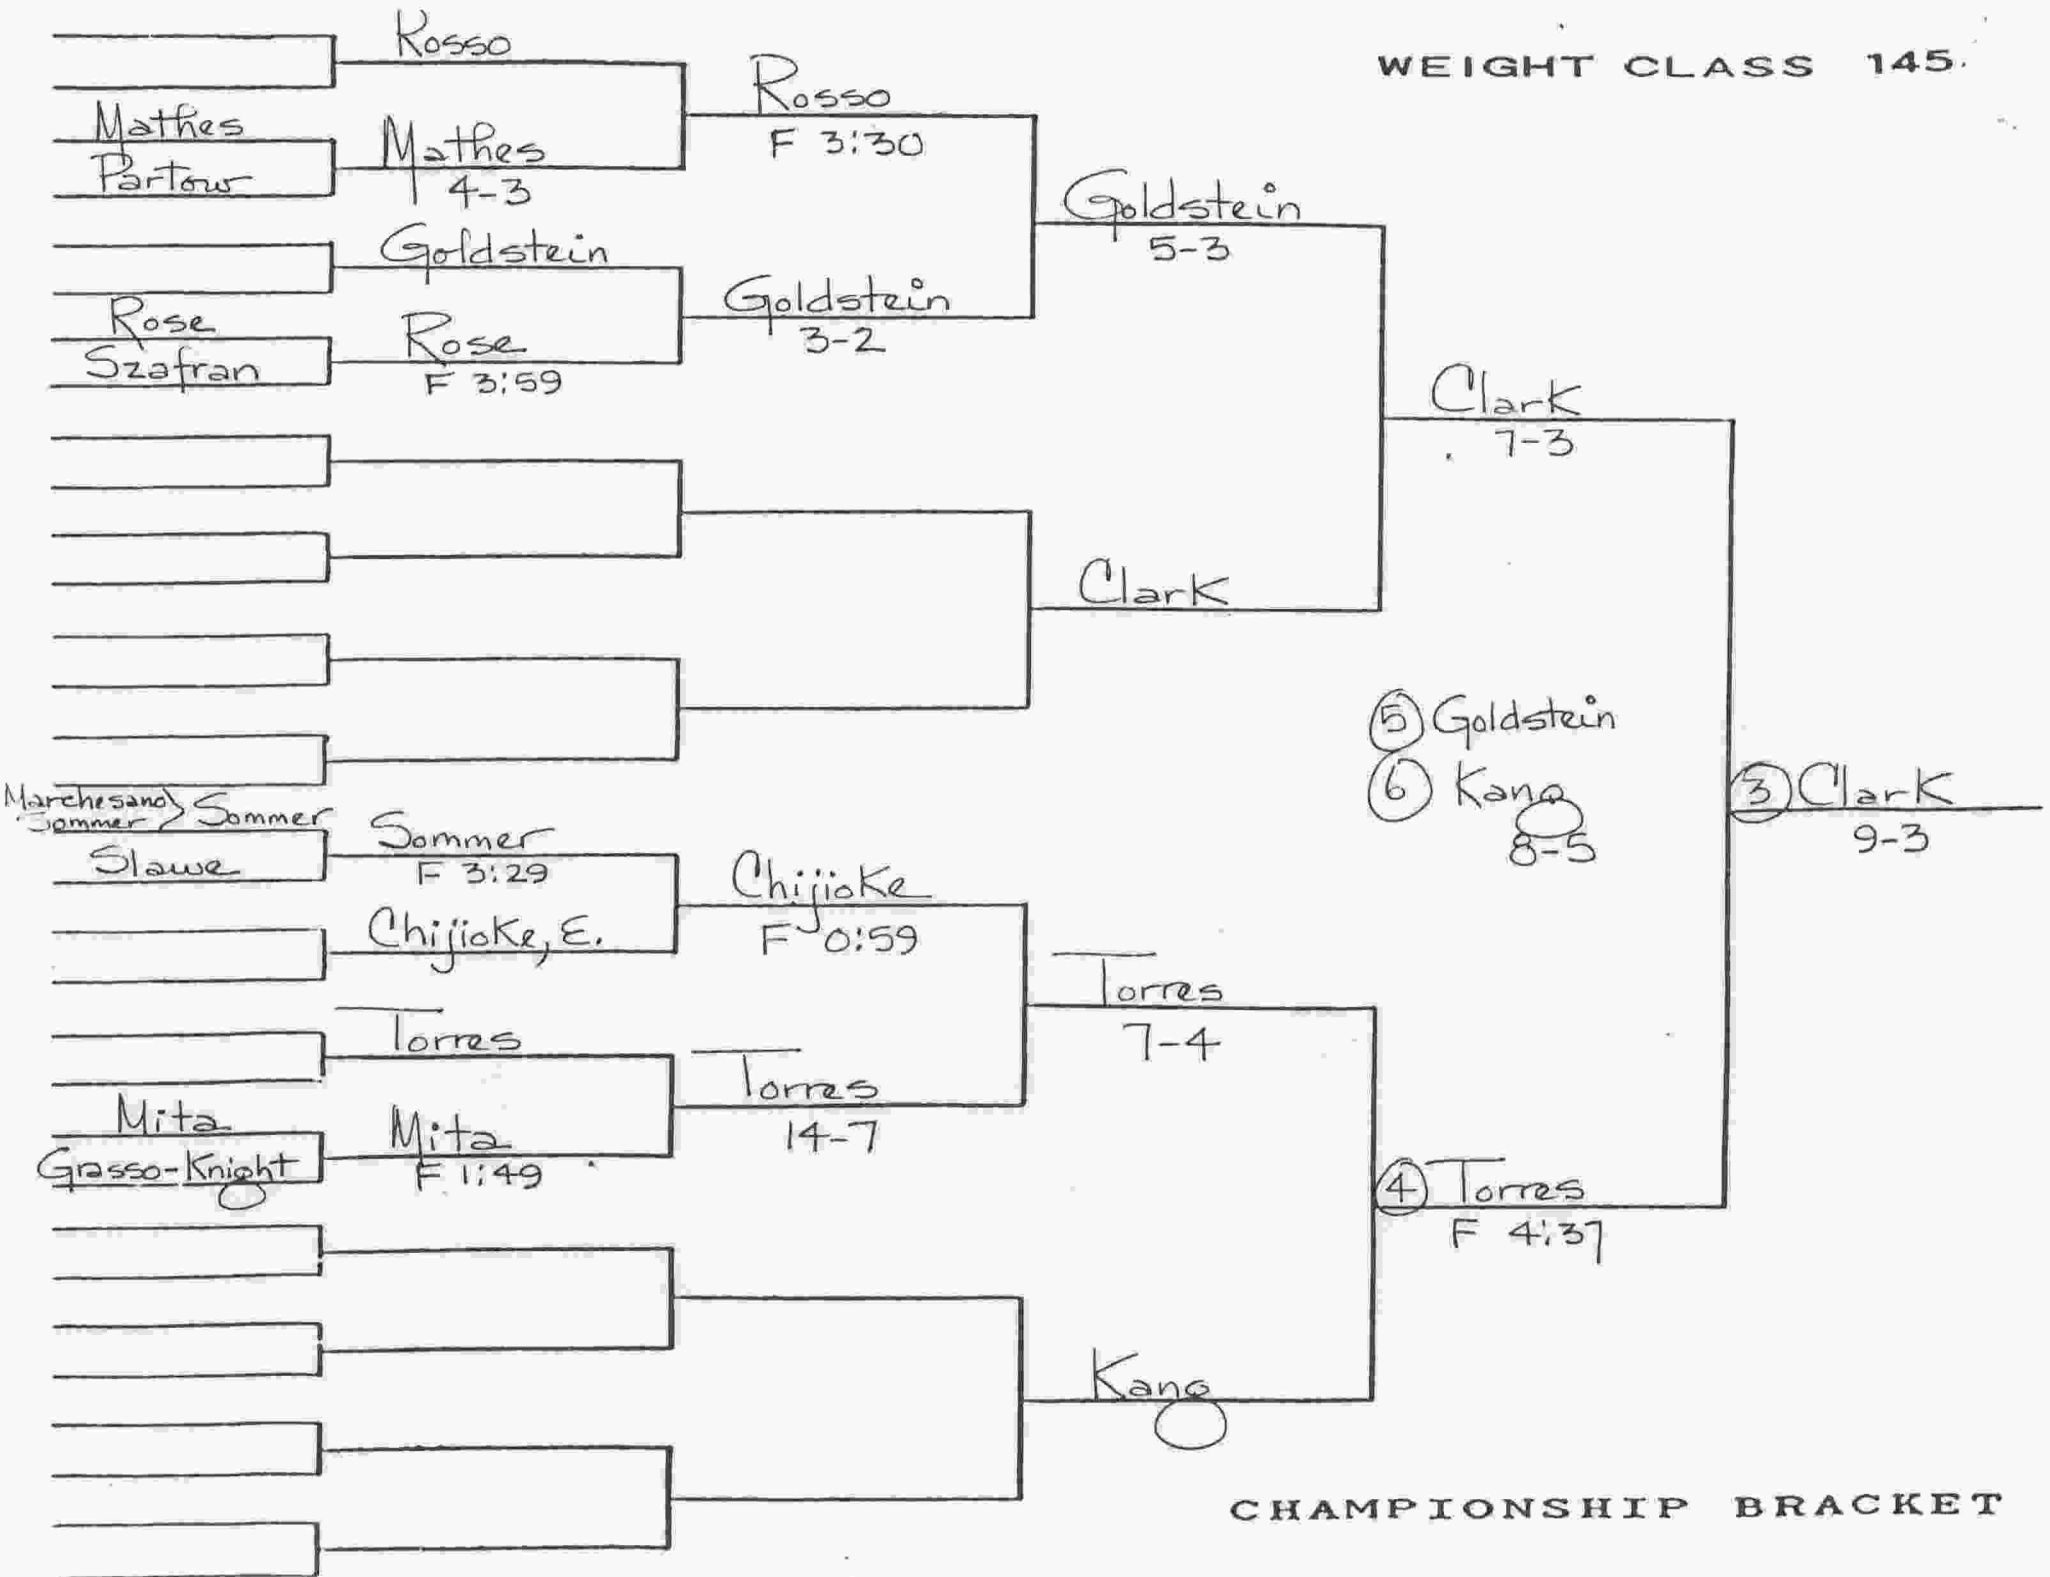 WEIGHT CLASS 145.
Rosso
Mathes
Partow
Mathes
4-3
Rosso
F 3:30
Goldstein
Rose
Szafran
Rose
F 3:59
Goldstein
3-2
Goldstein
5-3
Clark
Clark
7-3
5 Goldstein
6 Kang
8-5
3 Clark
9-3
Marchesano
Sommer
Sommer
Slawe
Sommer
F 3:29
Chijioke, E.
Chijioke
F 0:59
Torres
Mita
Grasso-Knight
Mita
F 1:49
Torres
14-7
Torres
7-4
Kang
4 Torres
F 4:37
CHAMPIONSHIP BRACKET